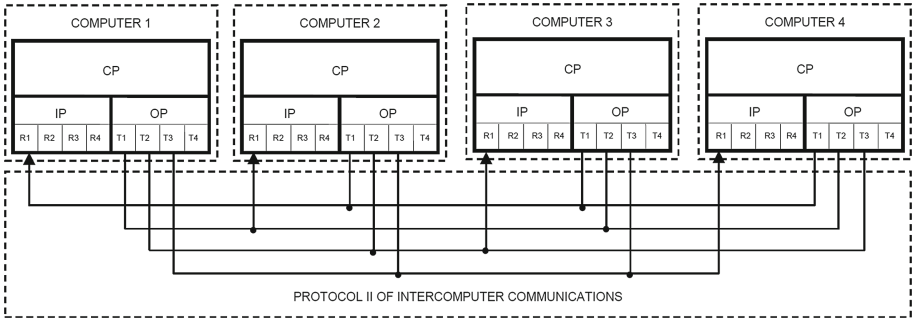 COMPUTER 1 COMPUTER 2 COMPUTER 3 COMPUTER 4
CP CP CP CP
IP OP IP OP IP OP IP OP
R1 R2 R3 R4 T1 T2 T3 T4 R1 R2 R3 R4 T1 T2 T3 T4 R1 R2 R3 R4 T1 T2 T3 T4 R1 R2 R3 R4 T1 T2 T3 T4
PROTOCOL II OF INTERCOMPUTER COMMUNICATIONS